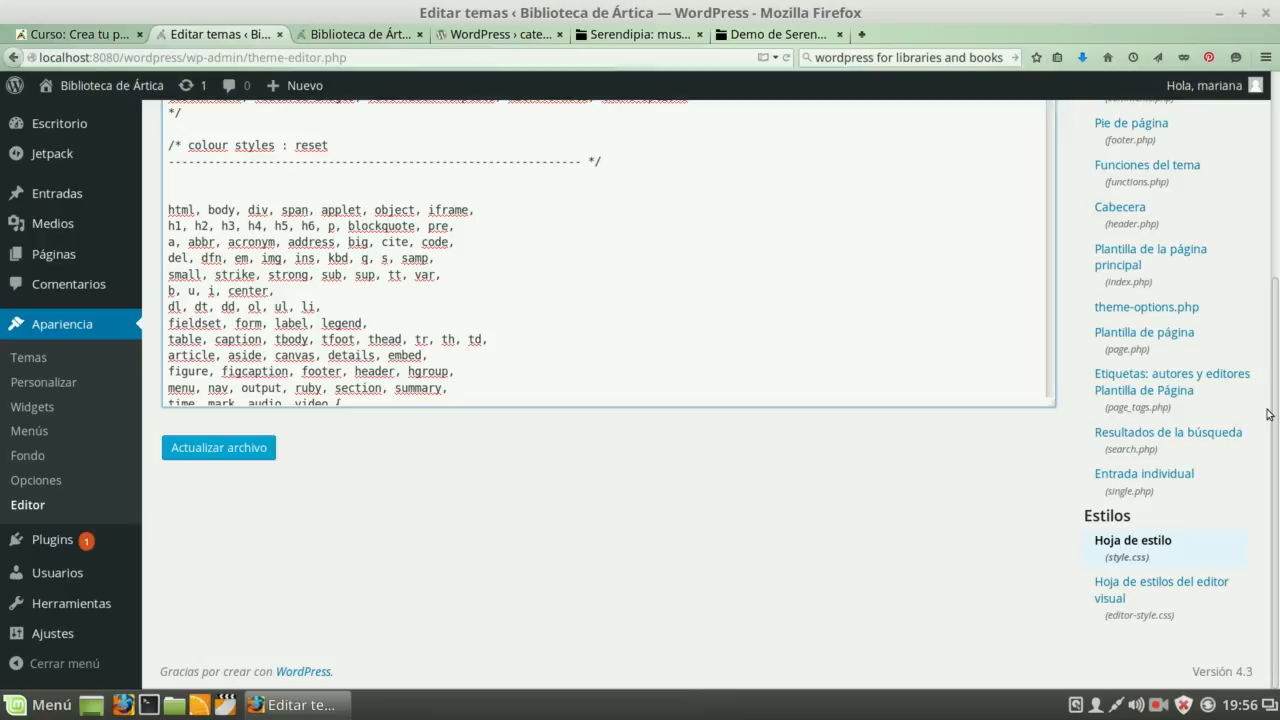 Editar temas ‹ Biblioteca de Ártica — WordPress - Mozilla Firefox
Curso: Crea tu p...
Editar temas ‹ Bi...
Biblioteca de Árt...
WordPress › cate...
Serendipia: mus...
Demo de Seren...
localhost:8080/wordpress/wp-admin/theme-editor.php
wordpress for libraries and books
Biblioteca de Ártica
1
0
Nuevo
Hola, mariana
Escritorio
Jetpack
Entradas
Medios
Páginas
Comentarios
Apariencia
Temas
Personalizar
Widgets
Menús
Fondo
Opciones
Editor
Plugins 1
Usuarios
Herramientas
Ajustes
Cerrar menú
*/
/* colour styles : reset
-------------------------------------------------------------- */
html, body, div, span, applet, object, iframe,
h1, h2, h3, h4, h5, h6, p, blockquote, pre,
a, abbr, acronym, address, big, cite, code,
del, dfn, em, img, ins, kbd, q, s, samp,
small, strike, strong, sub, sup, tt, var,
b, u, i, center,
dl, dt, dd, ol, ul, li,
fieldset, form, label, legend,
table, caption, tbody, tfoot, thead, tr, th, td,
article, aside, canvas, details, embed,
figure, figcaption, footer, header, hgroup,
menu, nav, output, ruby, section, summary,
time, mark, audio, video {
Actualizar archivo
Pie de página
(footer.php)
Funciones del tema
(functions.php)
Cabecera
(header.php)
Plantilla de la página
principal
(index.php)
theme-options.php
Plantilla de página
(page.php)
Etiquetas: autores y editores
Plantilla de Página
(page_tags.php)
Resultados de la búsqueda
(search.php)
Entrada individual
(single.php)
Estilos
Hoja de estilo
(style.css)
Hoja de estilos del editor
visual
(editor-style.css)
Gracias por crear con WordPress.
Versión 4.3
Menú
Editar te...
19:56